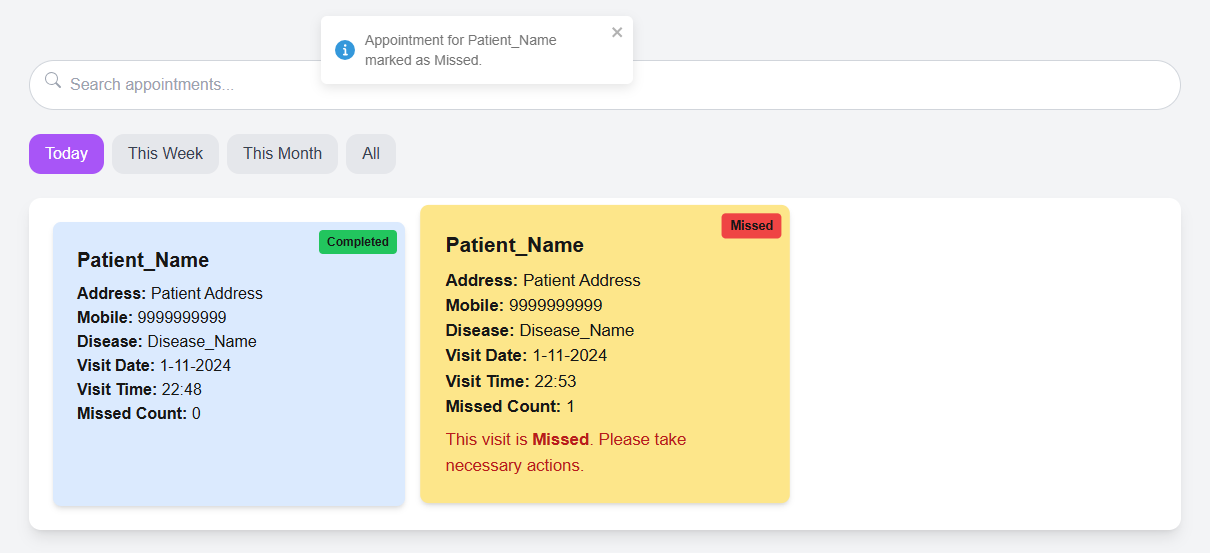 Appointment for Patient_Name
marked as Missed.
Search appointments...
Today
This Week
This Month
All
Completed
Patient_Name
Address: Patient Address
Mobile: 9999999999
Disease: Disease_Name
Visit Date: 1-11-2024
Visit Time: 22:48
Missed Count: 0
Missed
Patient_Name
Address: Patient Address
Mobile: 9999999999
Disease: Disease_Name
Visit Date: 1-11-2024
Visit Time: 22:53
Missed Count: 1
This visit is Missed. Please take
necessary actions.